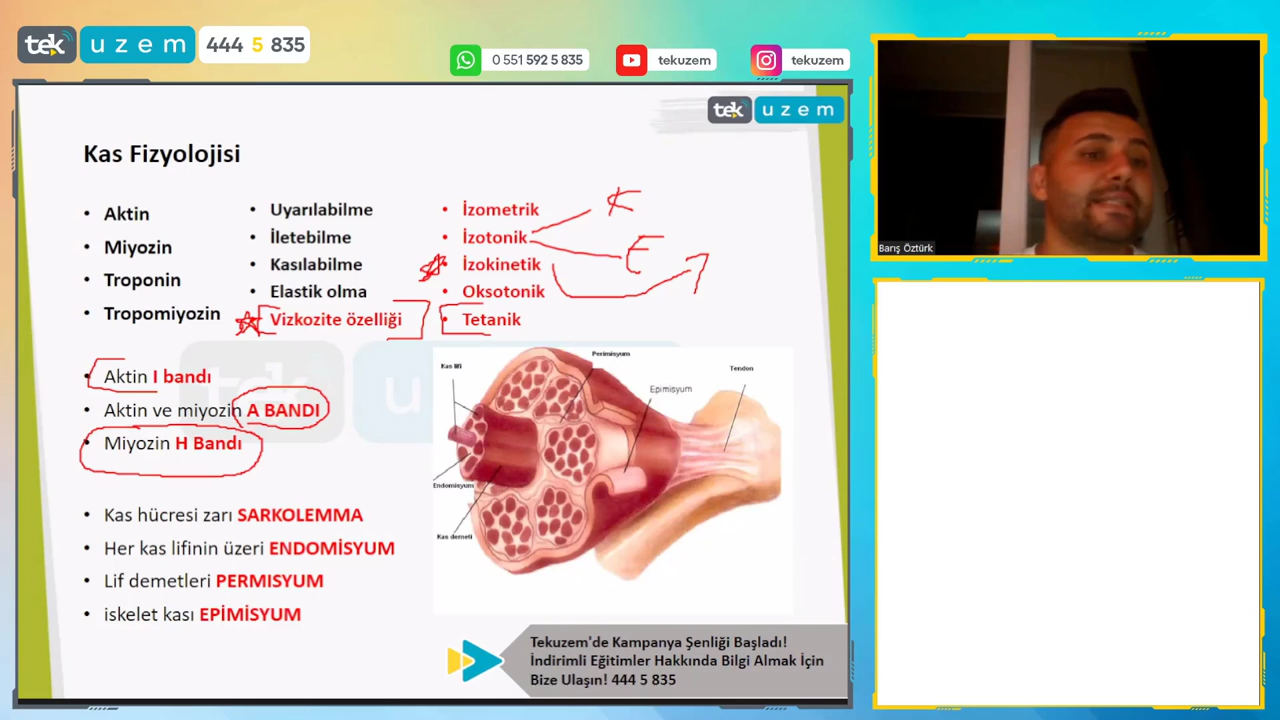 tek uzem 444 5 835
0 551 592 5 835
tekuzem
tekuzem
tek uzem
Kas Fizyolojisi
• Aktin
• Miyozin
• Troponin
• Tropomiyozin
• Uyarılabilme
• İletebilme
• Kasılabilme
• Elastik olma
Vizkozite özelliği
• İzometrik
• İzotonik
• İzokinetik
• Oksotonik
• Tetanik
K
E
• Aktin I bandı
• Aktin ve miyozin A BANDI
• Miyozin H Bandı
• Kas hücresi zarı SARKOLEMMA
• Her kas lifinin üzeri ENDOMİSYUM
• Lif demetleri PERMISYUM
• iskelet kası EPİMİSYUM
Kas lifi
Perimisyum
Epimisyum
Tendon
Endomisyum
Kas demeti
Tekuzem'de Kampanya Şenliği Başladı!
İndirimli Eğitimler Hakkında Bilgi Almak İçin
Bize Ulaşın! 444 5 835
Barış Öztürk